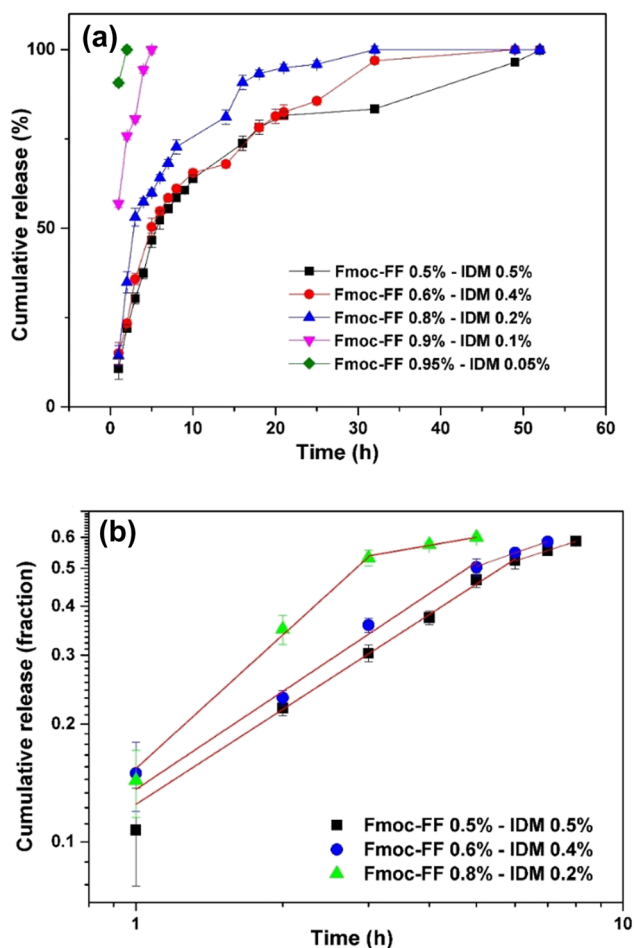 (a)
100
50
0
Cumulative release (%)
Fmoc-FF 0.5% - IDM 0.5%
Fmoc-FF 0.6% - IDM 0.4%
Fmoc-FF 0.8% - IDM 0.2%
Fmoc-FF 0.9% - IDM 0.1%
Fmoc-FF 0.95% - IDM 0.05%
0 10 20 30 40 50 60
Time (h)
(b)
0.6
0.5
0.4
0.3
0.2
0.1
Cumulative release (fraction)
Fmoc-FF 0.5% - IDM 0.5%
Fmoc-FF 0.6% - IDM 0.4%
Fmoc-FF 0.8% - IDM 0.2%
1 10
Time (h)